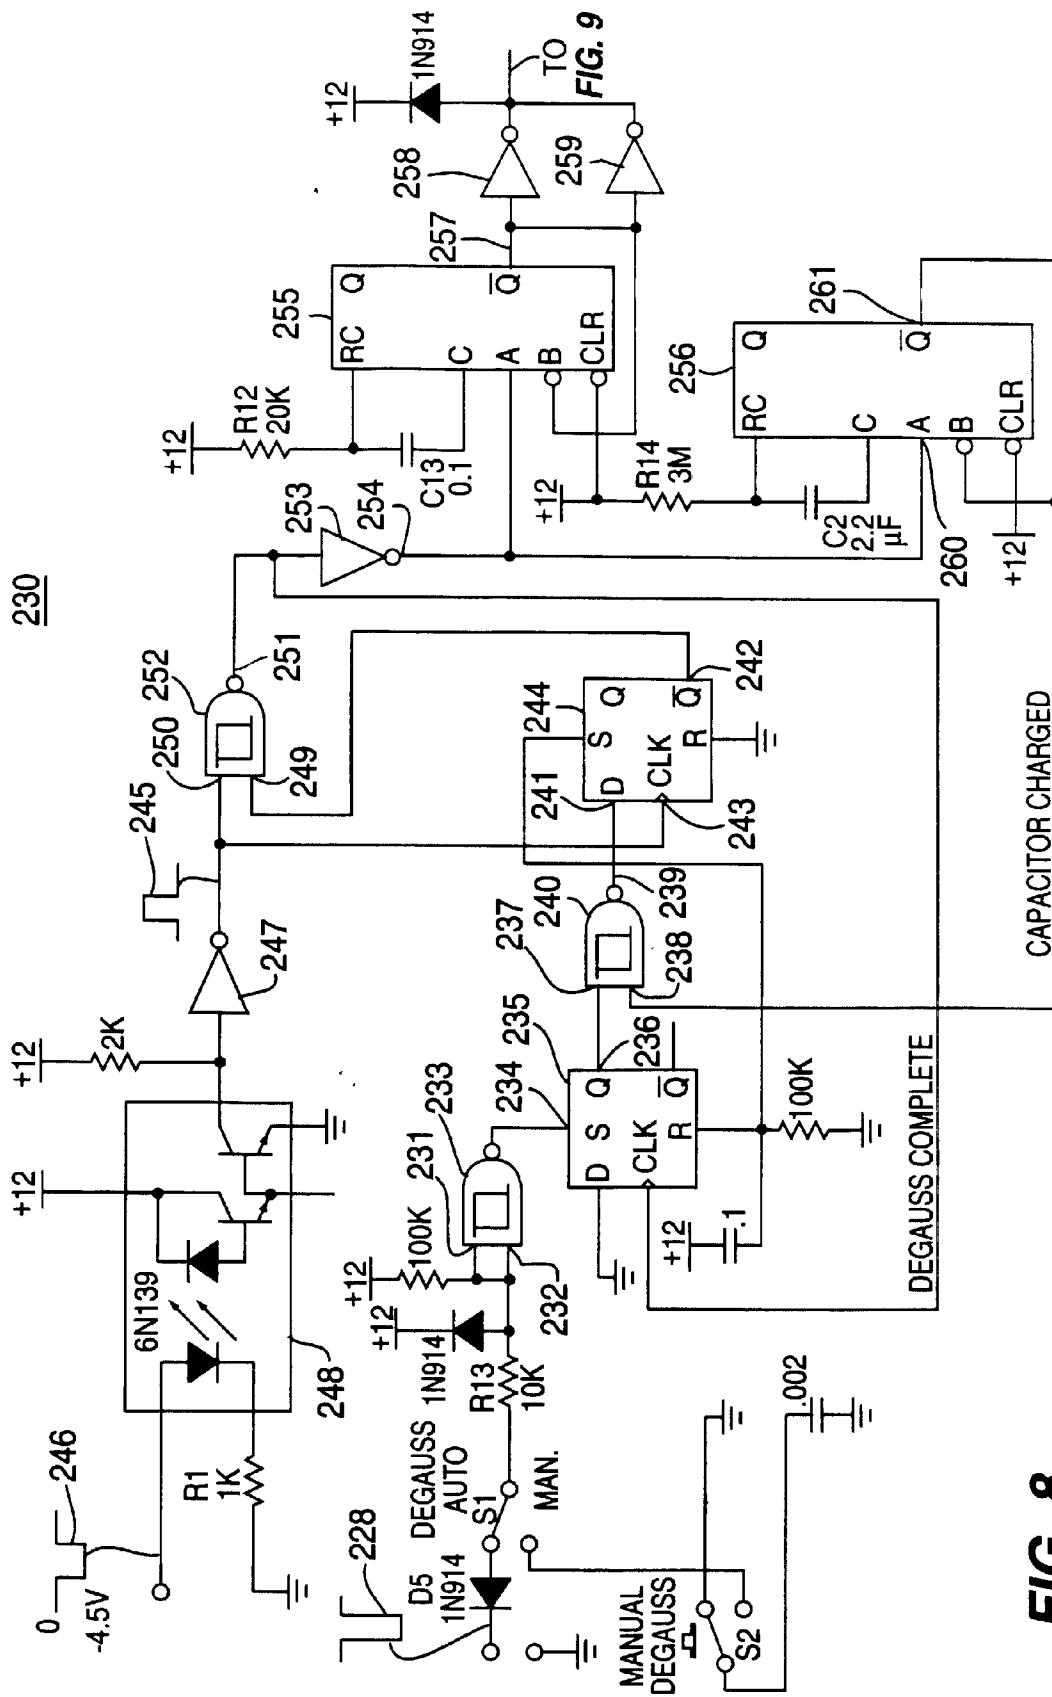 230
0
-4.5V
246
R1
1K
6N139
248
+12
+12
2K
247
245
250
252
249
251
253
254
+12
R12
20K
C13
0.1
255
RC
Q
C
Q
A
B
CLR
257
+12
1N914
258
259
TO
FIG. 9
228
D5
1N914
DEGAUSS
AUTO
S1
MAN.
R13
10K
1N914
+12
+12
100K
231
232
233
234
235
D
S
Q
CLK
Q
R
236
237
238
240
239
241
243
D
S
Q
CLK
Q
R
244
242
+12
R14
3M
C2
2.2
µF
256
RC
Q
C
Q
A
B
CLR
261
260
+12
MANUAL
DEGAUSS
S2
.002
+12
.1
100K
DEGAUSS COMPLETE
CAPACITOR CHARGED
FIG. 8